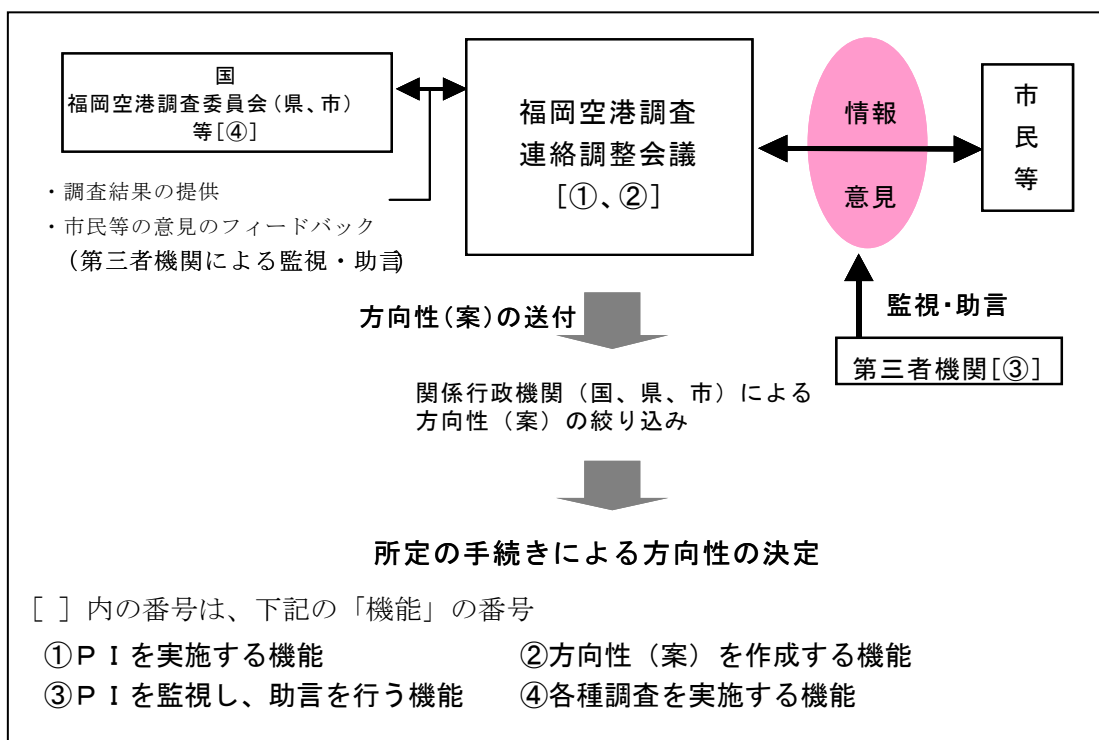 国
福岡空港調査委員会(県、市)
等[④]
・調査結果の提供
・市民等の意見のフィードバック
(第三者機関による監視・助言)
福岡空港調査
連絡調整会議
[①、②]
情報
意見
市
民
等
監視・助言
第三者機関[③]
方向性(案)の送付
関係行政機関(国、県、市)による
方向性(案)の絞り込み
所定の手続きによる方向性の決定
[ ]内の番号は、下記の「機能」の番号
①PIを実施する機能 ②方向性(案)を作成する機能
③PIを監視し、助言を行う機能 ④各種調査を実施する機能